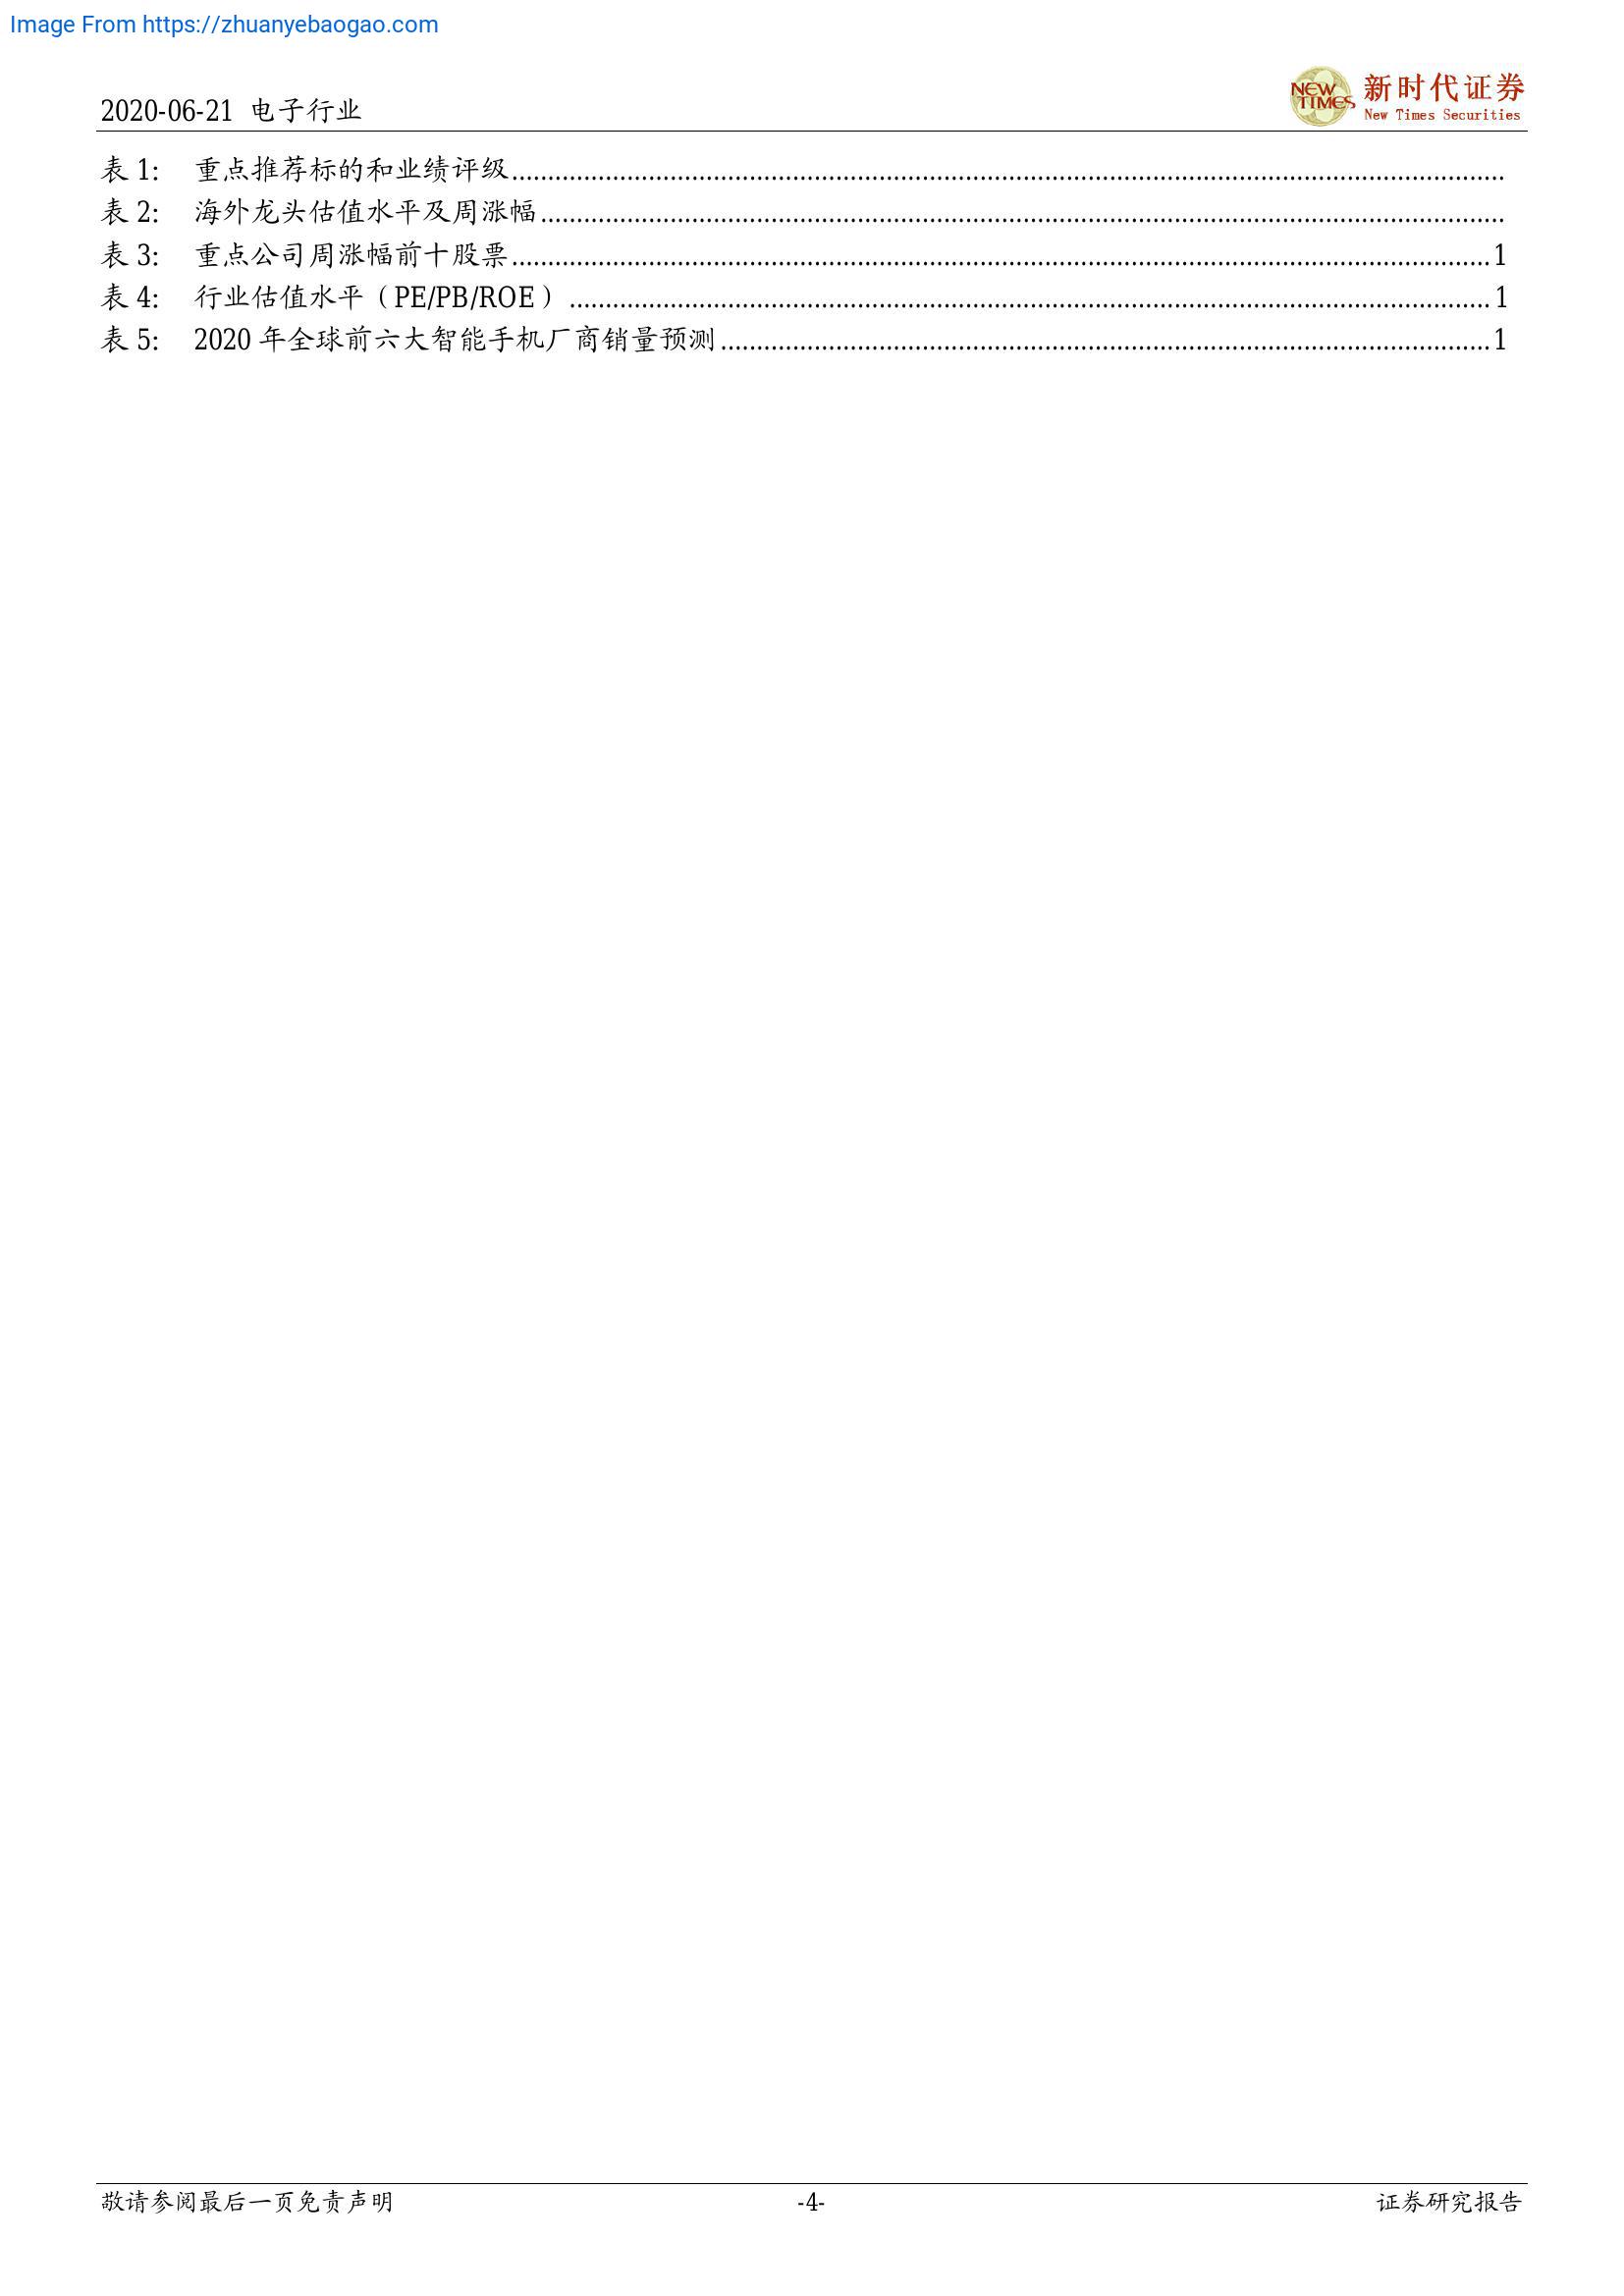 Image From https://zhuanyebaogao.com
2020-06-21 电子行业
NEW TIMES 新时代证券
New Times Securities
表 1: 重点推荐标的和业绩评级........................................
表 2: 海外龙头估值水平及周涨幅........................................
表 3: 重点公司周涨幅前十股票........................................1
表 4: 行业估值水平（PE/PB/ROE）........................................1
表 5: 2020 年全球前六大智能手机厂商销量预测........................................1
敬请参阅最后一页免责声明 -4- 证券研究报告